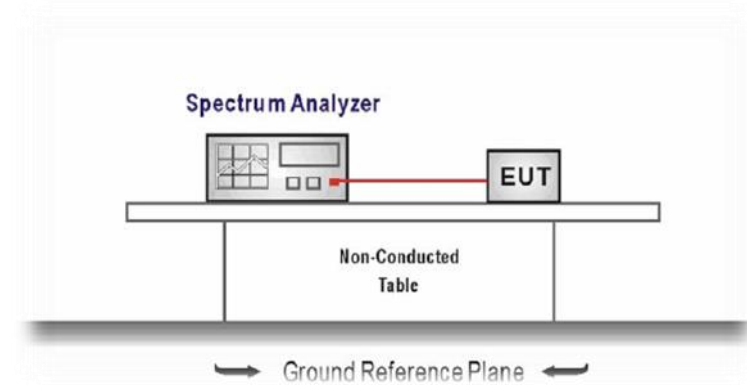 Spectrum Analyzer
EUT
Non-Conducted
Table
Ground Reference Plane